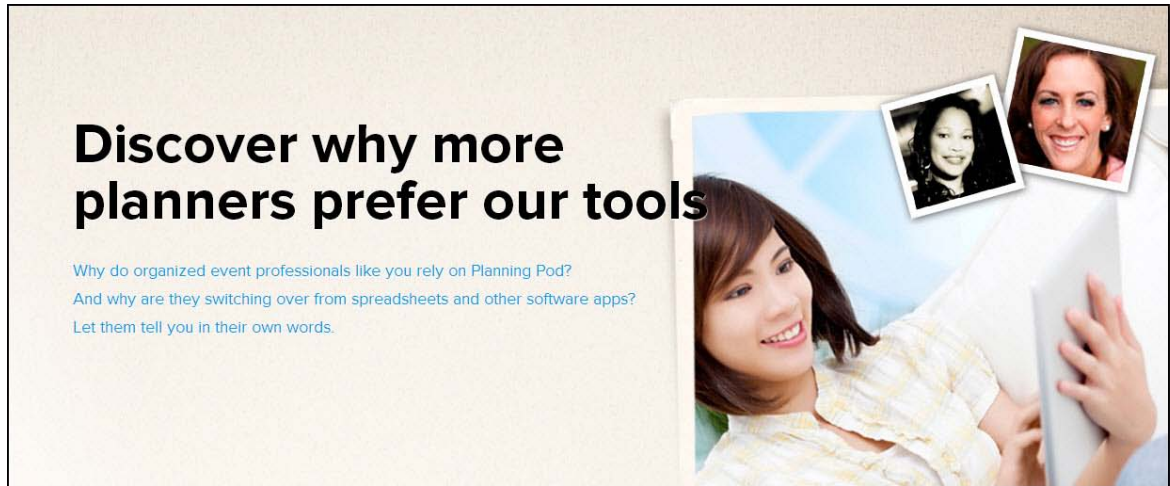 Discover why more
planners prefer our tools
Why do organized event professionals like you rely on Planning Pod?
And why are they switching over from spreadsheets and other software apps?
Let them tell you in their own words.